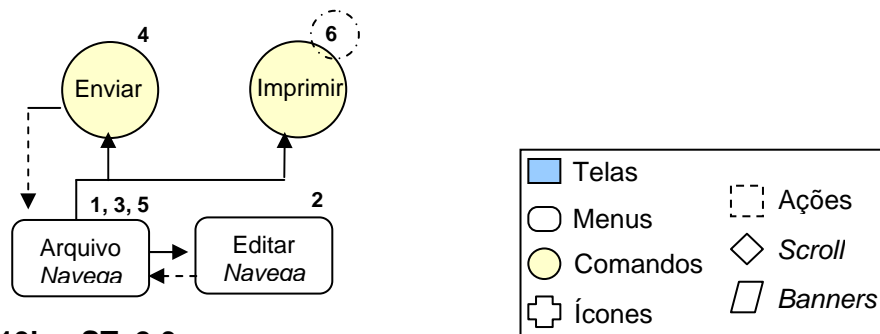 4
6
Enviar
Imprimir
1, 3, 5
2
Arquivo
Navega
Editar
Navega
Telas
Menus
Comandos
Ícones
Ações
Scroll
Banners